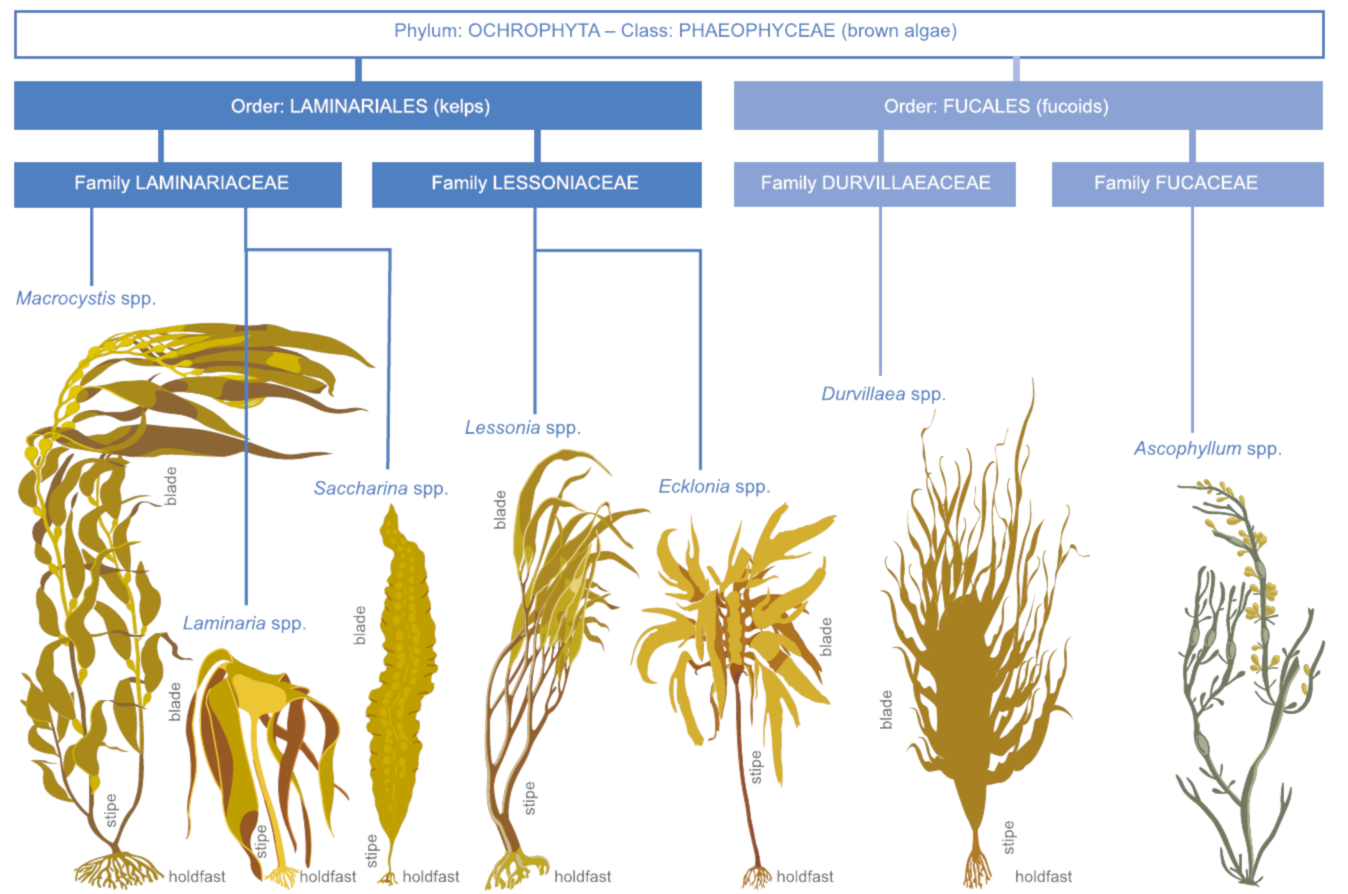 Phylum: OCHROPHYTA – Class: PHAEOPHYCEAE (brown algae)
Order: LAMINARIALES (kelps)
Order: FUCALES (fucoids)
Family LAMINARIACEAE
Family LESSONIACEAE
Family DURVILLAEACEAE
Family FUCACEAE
Macrocystis spp.
blade
stipe
holdfast
Laminaria spp.
blade
stipe
holdfast
Saccharina spp.
blade
stipe
holdfast
Lessonia spp.
blade
stipe
holdfast
Ecklonia spp.
blade
stipe
holdfast
Durvillaea spp.
blade
stipe
holdfast
Ascophyllum spp.